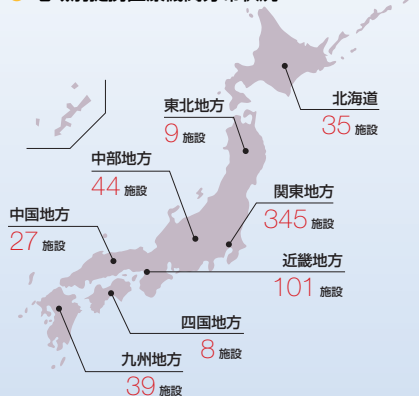 北海道
35 施設
東北地方
9 施設
中部地方
44 施設
関東地方
345 施設
中国地方
27 施設
近畿地方
101 施設
四国地方
8 施設
九州地方
39 施設